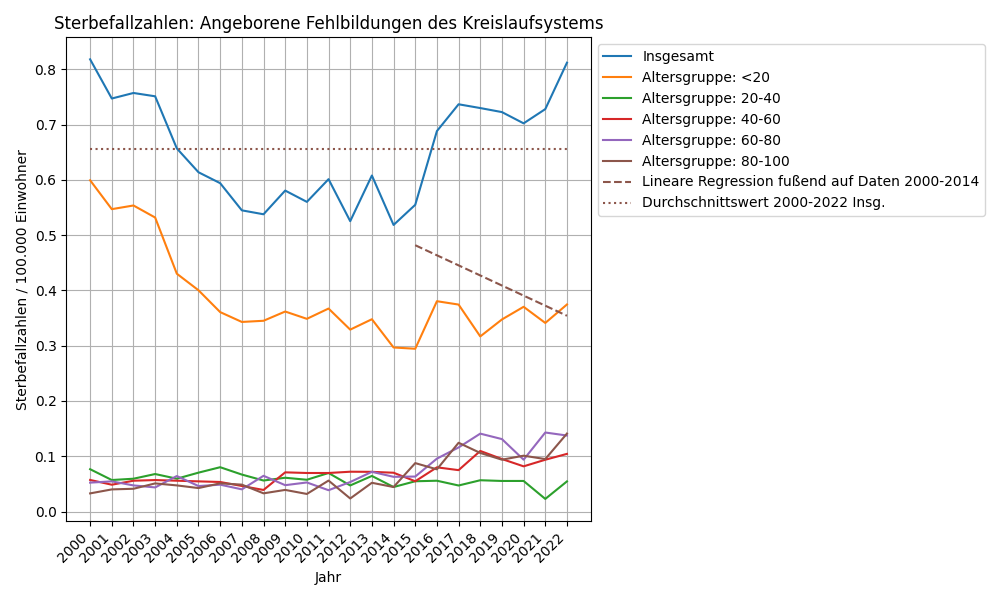 Sterbefallzahlen: Angeborene Fehlbildungen des Kreislaufsystems
Sterbefallzahlen / 100.000 Einwohner
0.8
0.7
0.6
0.5
0.4
0.3
0.2
0.1
0.0
2000
2001
2002
2003
2004
2005
2006
2007
2008
2009
2010
2011
2012
2013
2014
2015
2016
2017
2018
2019
2020
2021
2022
Jahr
Insgesamt
Altersgruppe: <20
Altersgruppe: 20-40
Altersgruppe: 40-60
Altersgruppe: 60-80
Altersgruppe: 80-100
Lineare Regression fußend auf Daten 2000-2014
Durchschnittswert 2000-2022 Insg.